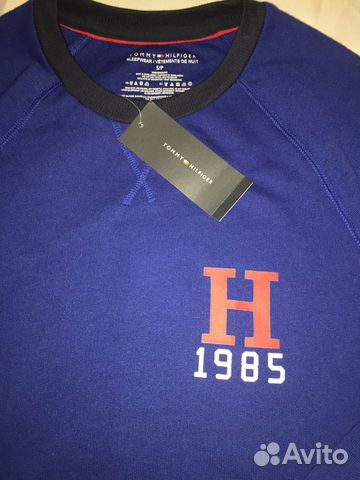 TOMMY HILFIGER
SLEEPWEAR / VÊTEMENTS DE NUIT
S/P
TOMMY HILFIGER
H
1985
Avito